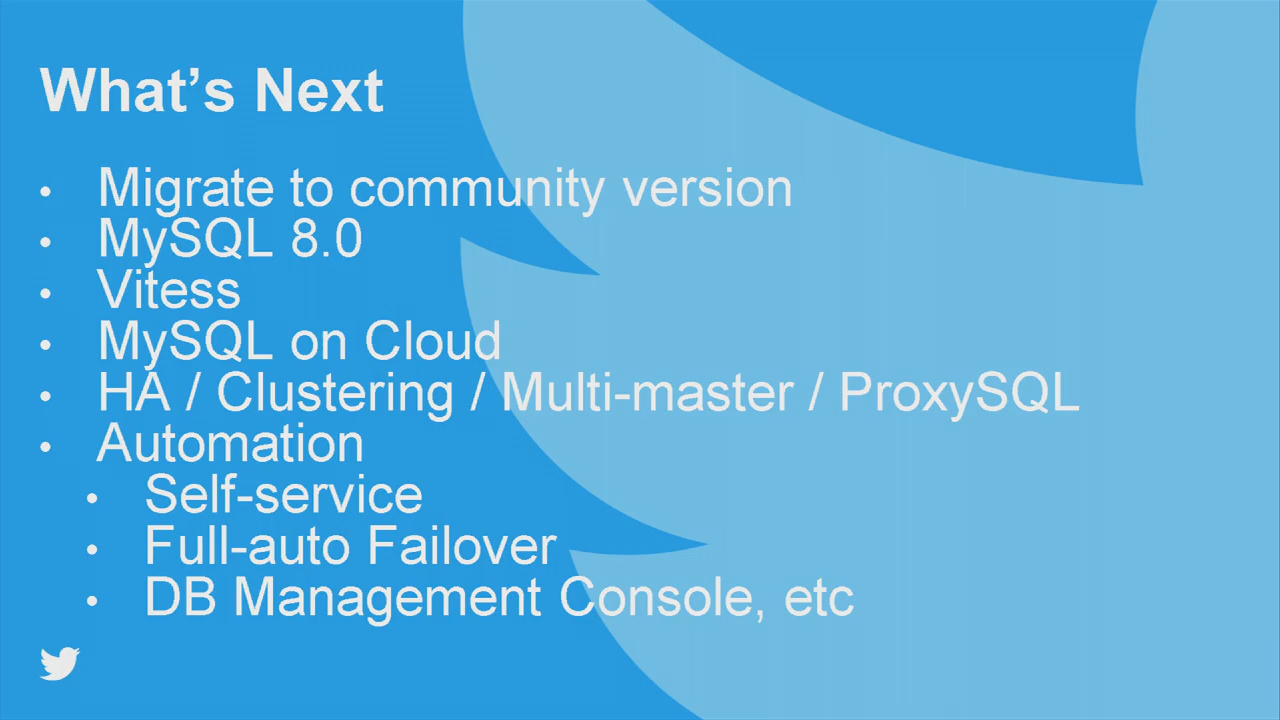 What's Next
• Migrate to community version
• MySQL 8.0
• Vitess
• MySQL on Cloud
• HA / Clustering / Multi-master / ProxySQL
• Automation
• Self-service
• Full-auto Failover
• DB Management Console, etc